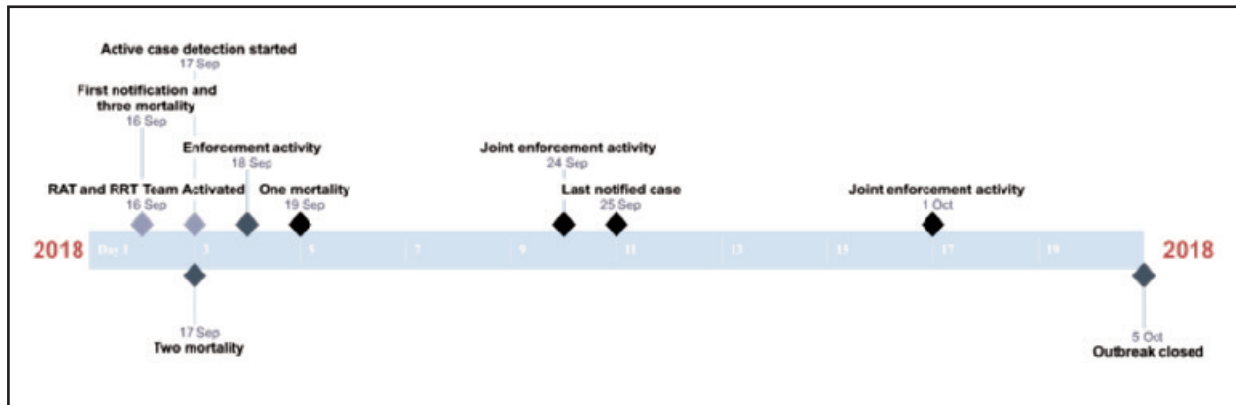 Active case detection started
17 Sep
First notification and
three mortality
16 Sep
Enforcement activity
18 Sep
Joint enforcement activity
24 Sep
RAT and RRT Team Activated
16 Sep
One mortality
19 Sep
Last notified case
25 Sep
Joint enforcement activity
1 Oct
2018
Day 1
3
5
7
9
11
13
15
17
19
2018
17 Sep
Two mortality
5 Oct
Outbreak closed